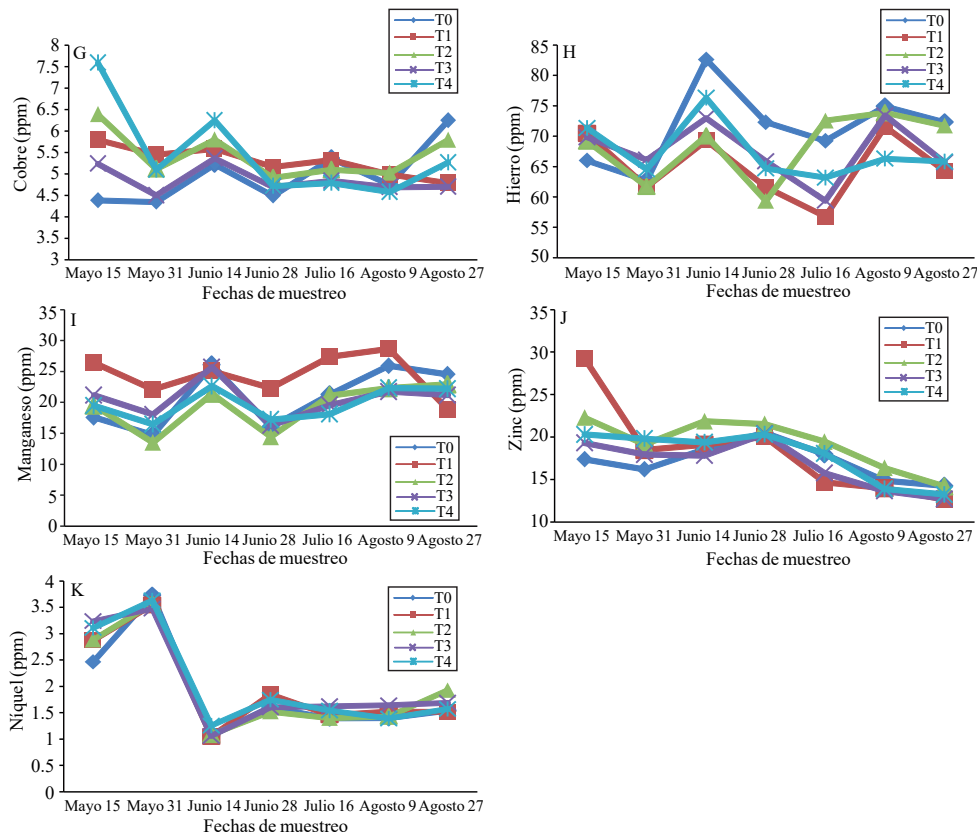 G
T0
T1
T2
T3
T4
8
7.5
7
6.5
6
5.5
5
4.5
4
3.5
3
Cobre (ppm)
Mayo 15 Mayo 31 Junio 14 Junio 28 Julio 16 Agosto 9 Agosto 27
Fechas de muestreo
H
T0
T1
T2
T3
T4
85
80
75
70
65
60
55
50
Hierro (ppm)
Mayo 15 Mayo 31 Junio 14 Junio 28 Julio 16 Agosto 9 Agosto 27
Fechas de muestreo
I
T0
T1
T2
T3
T4
35
30
25
20
15
10
5
0
Manganeso (ppm)
Mayo 15 Mayo 31 Junio 14 Junio 28 Julio 16 Agosto 9 Agosto 27
Fechas de muestreo
J
T0
T1
T2
T3
T4
35
30
25
20
15
10
Zinc (ppm)
Mayo 15 Mayo 31 Junio 14 Junio 28 Julio 16 Agosto 9 Agosto 27
Fechas de muestreo
K
T0
T1
T2
T3
T4
4
3.5
3
2.5
2
1.5
1
0.5
0
Níquel (ppm)
Mayo 15 Mayo 31 Junio 14 Junio 28 Julio 16 Agosto 9 Agosto 27
Fechas de muestreo